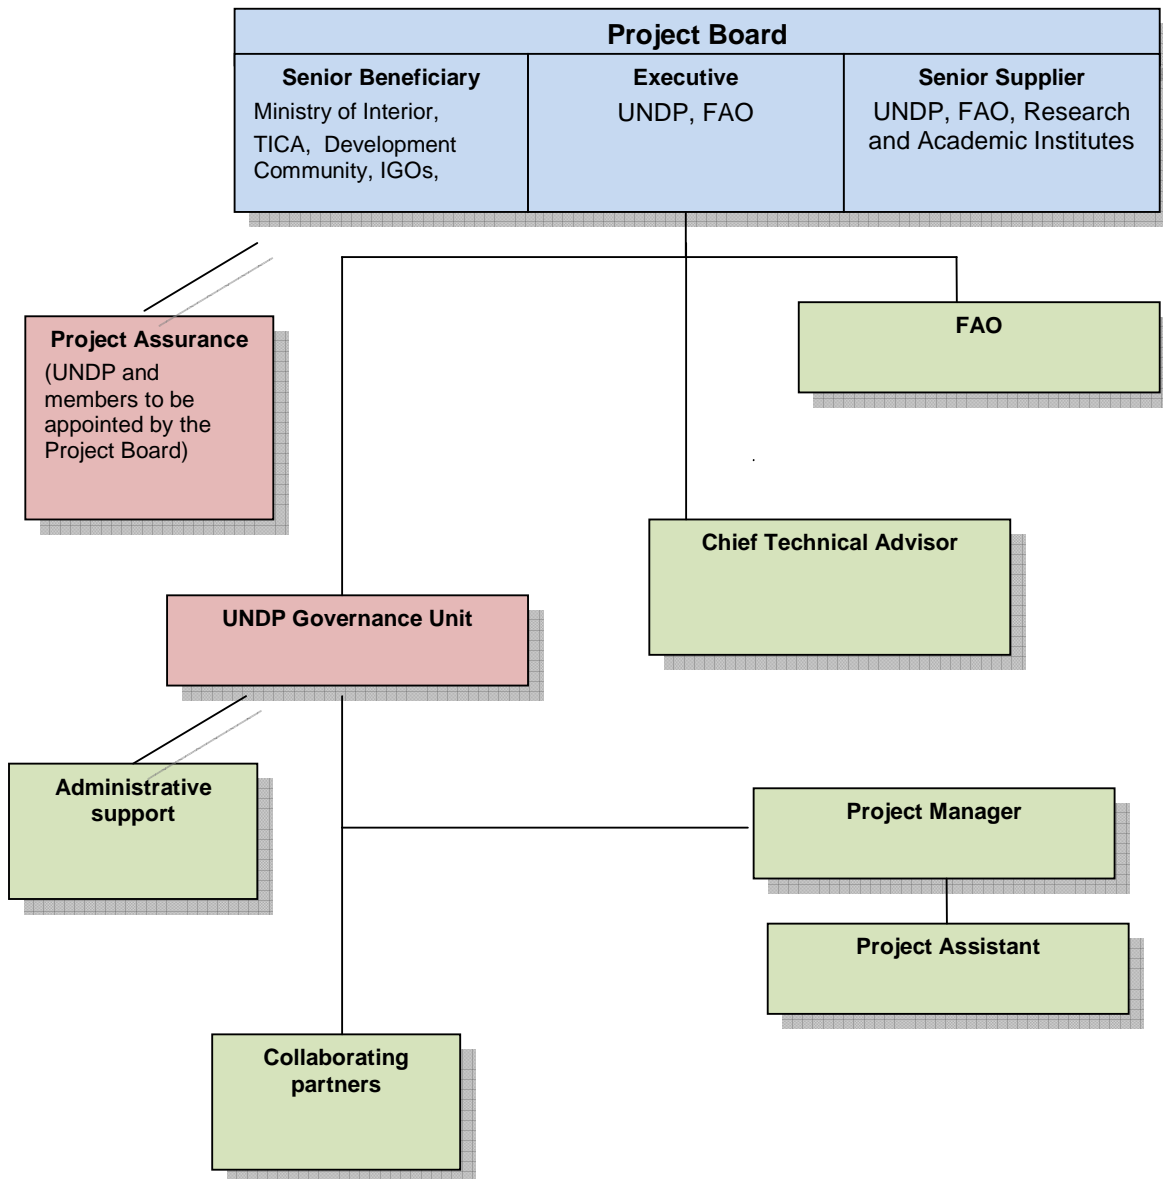 Project Board
Senior Beneficiary
Ministry of Interior,
TICA, Development
Community, IGOs,
Executive
UNDP, FAO
Senior Supplier
UNDP, FAO, Research
and Academic Institutes
Project Assurance
(UNDP and
members to be
appointed by the
Project Board)
FAO
.
Chief Technical Advisor
UNDP Governance Unit
Administrative
support
Project Manager
Project Assistant
Collaborating
partners